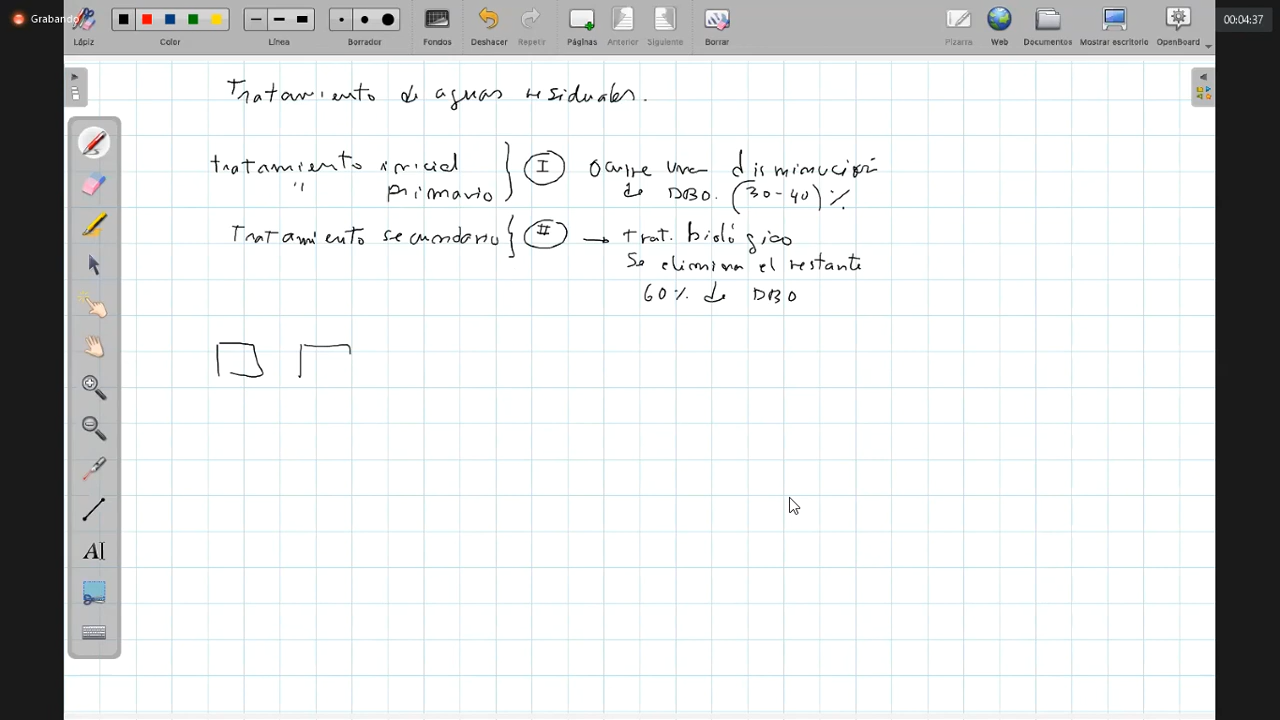 Grabando
00:04:37
Lápiz
Color
Línea
Borrador
Fondos
Deshacer
Repetir
Páginas
Anterior
Siguiente
Borrar
Pizarra
Web
Documentos
Mostrar escritorio
OpenBoard
Tratamiento de aguas residuales.
tratamiento inicial
" primario
I
Ocurre una disminución
de DBO. (30-40)%
Tratamiento secundario
II
→ trat. biológico
Se elimina el restante
60% de DBO
AI